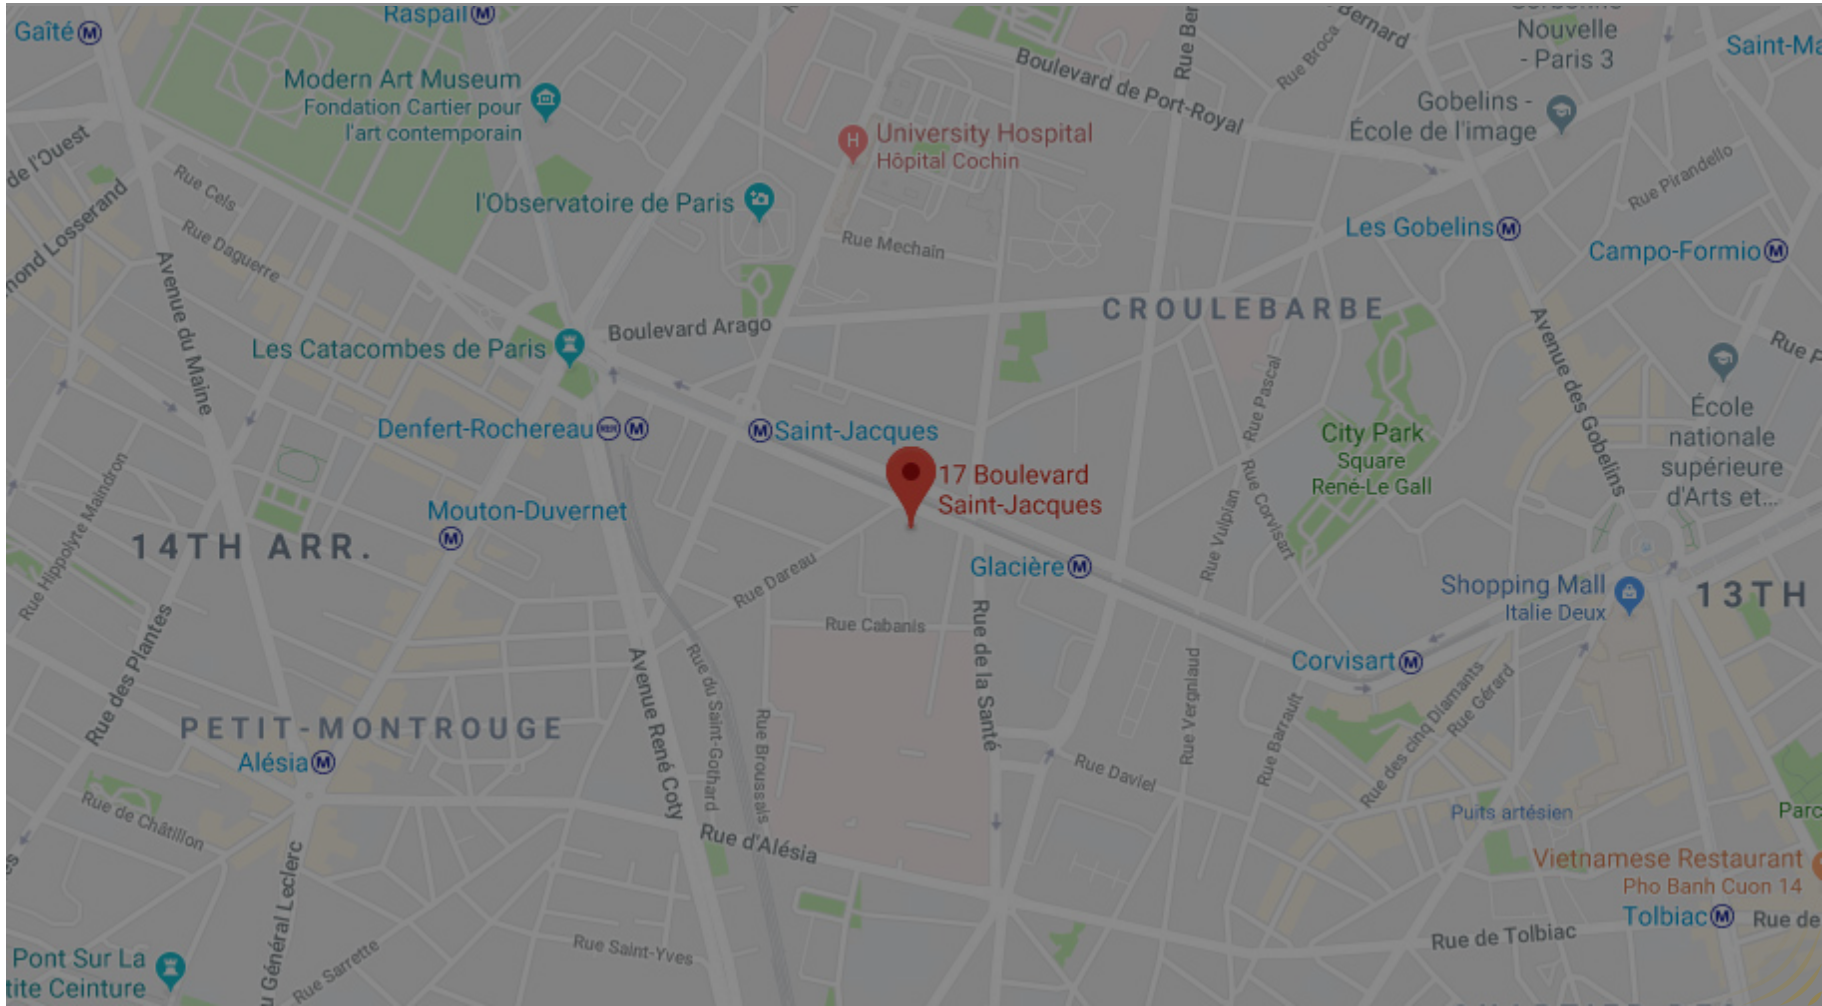 Raspail
Gaîté
Nouvelle
- Paris 3
Bernard
Rue Broca
Boulevard de Port-Royal
Modern Art Museum
Fondation Cartier pour
l'art contemporain
Gobelins -
École de l'image
University Hospital
Hôpital Cochin
de l'Ouest
Rue Cels
Rue Pirandello
l'Observatoire de Paris
Rue Daguerre
Rue Mechain
Les Gobelins
Campo-Formio
Avenue du Maine
CROULEBARBE
Boulevard Arago
Les Catacombes de Paris
Avenue des Gobelins
Rue Pascal
École
nationale
supérieure
d'Arts et...
Denfert-Rochereau
RER
Saint-Jacques
City Park
Square
René-Le Gall
17 Boulevard
Saint-Jacques
Rue Hippolyte Maindron
Mouton-Duvernet
Rue Vulpian
Rue Corvisart
14TH ARR.
Glacière
Rue Dareau
Shopping Mall
Italie Deux
13TH
Rue Cabanis
Rue de la Santé
Rue des Plantes
Avenue René Coty
Rue du Saint-Gothard
Rue Broussais
Rue Vergniaud
Corvisart
Rue des cinq Diamants
Rue Gérard
Rue Barrault
PETIT-MONTROUGE
Alésia
Rue Daviel
Rue de Châtillon
Rue d'Alésia
Puits artésien
Parc
Vietnamese Restaurant
Pho Banh Cuon 14
Tolbiac
Rue de
Rue de Tolbiac
Rue Saint-Yves
Rue Sarrette
Général Leclerc
Pont Sur La
tite Ceinture